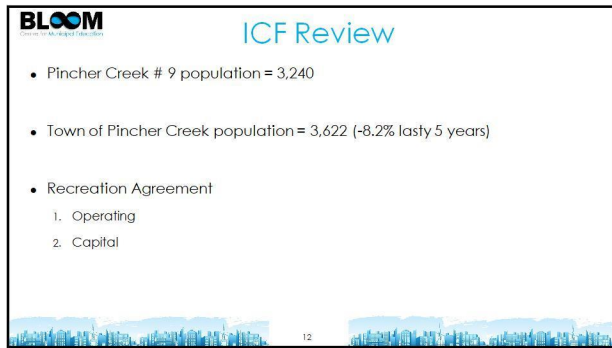 BLOOM
Centre for Municipal Education
ICF Review
• Pincher Creek # 9 population = 3,240
• Town of Pincher Creek population = 3,622 (-8.2% lasty 5 years)
• Recreation Agreement
1. Operating
2. Capital
12